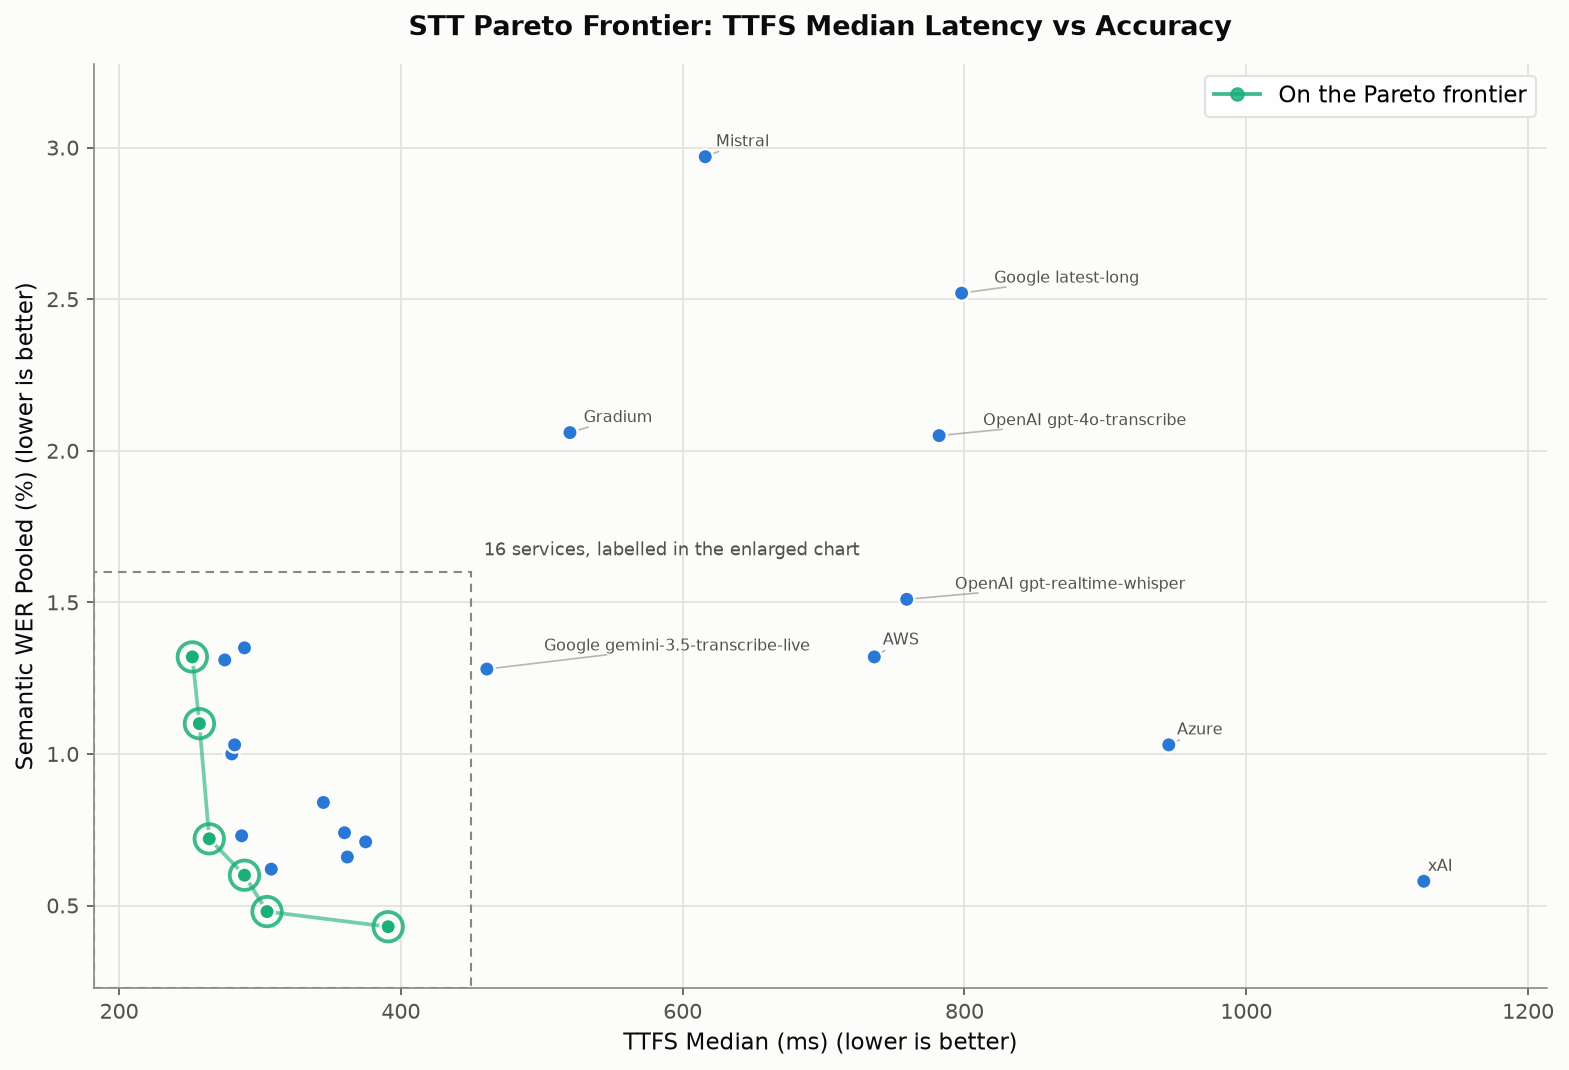 STT Pareto Frontier: TTFS Median Latency vs Accuracy
On the Pareto frontier
Semantic WER Pooled (%) (lower is better)
3.0
2.5
2.0
1.5
1.0
0.5
Mistral
Google latest-long
Gradium
OpenAI gpt-4o-transcribe
16 services, labelled in the enlarged chart
OpenAI gpt-realtime-whisper
Google gemini-3.5-transcribe-live
AWS
Azure
xAI
200
400
600
800
1000
1200
TTFS Median (ms) (lower is better)